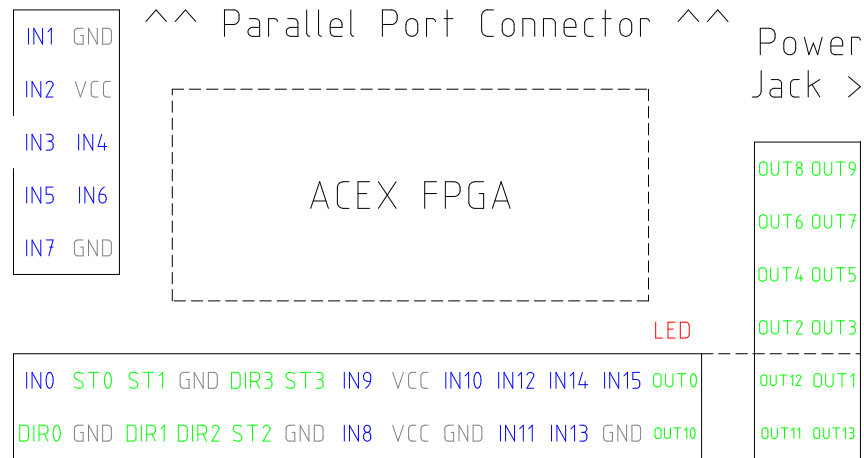 ^^ Parallel Port Connector ^^
Power
Jack >
IN1 GND
IN2 VCC
IN3 IN4
IN5 IN6
IN7 GND
ACEX FPGA
OUT8 OUT9
OUT6 OUT7
OUT4 OUT5
OUT2 OUT3
OUT12 OUT1
OUT11 OUT13
LED
IN0 ST0 ST1 GND DIR3 ST3 IN9 VCC IN10 IN12 IN14 IN15 OUT0
DIR0 GND DIR1 DIR2 ST2 GND IN8 VCC GND IN11 IN13 GND OUT10